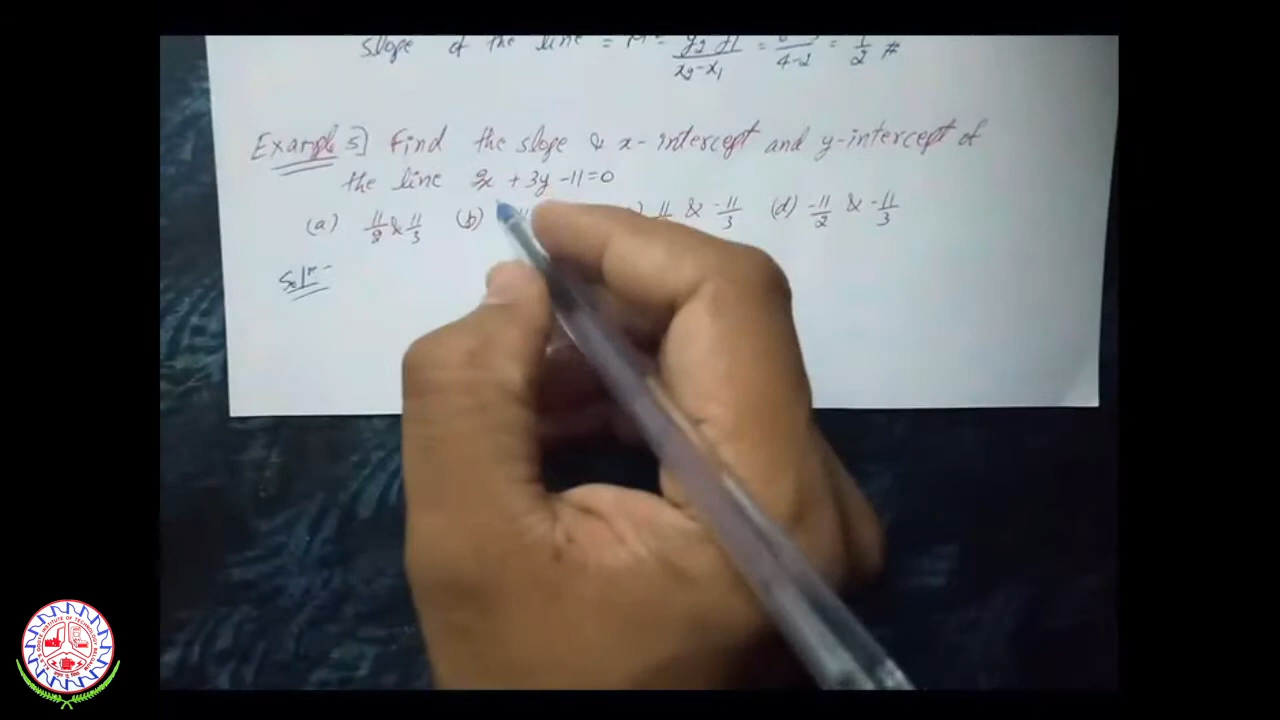 slope of the line = M = y2-y1/x2-x1 = /4-2 = 1/2 #
Example 5] Find the slope & x-intercept and y-intercept of
the line 2x + 3y -11=0
(a) 11/2 & 11/3 (b) 11 & -11/3 (d) -11/2 & -11/3
Sol^n-